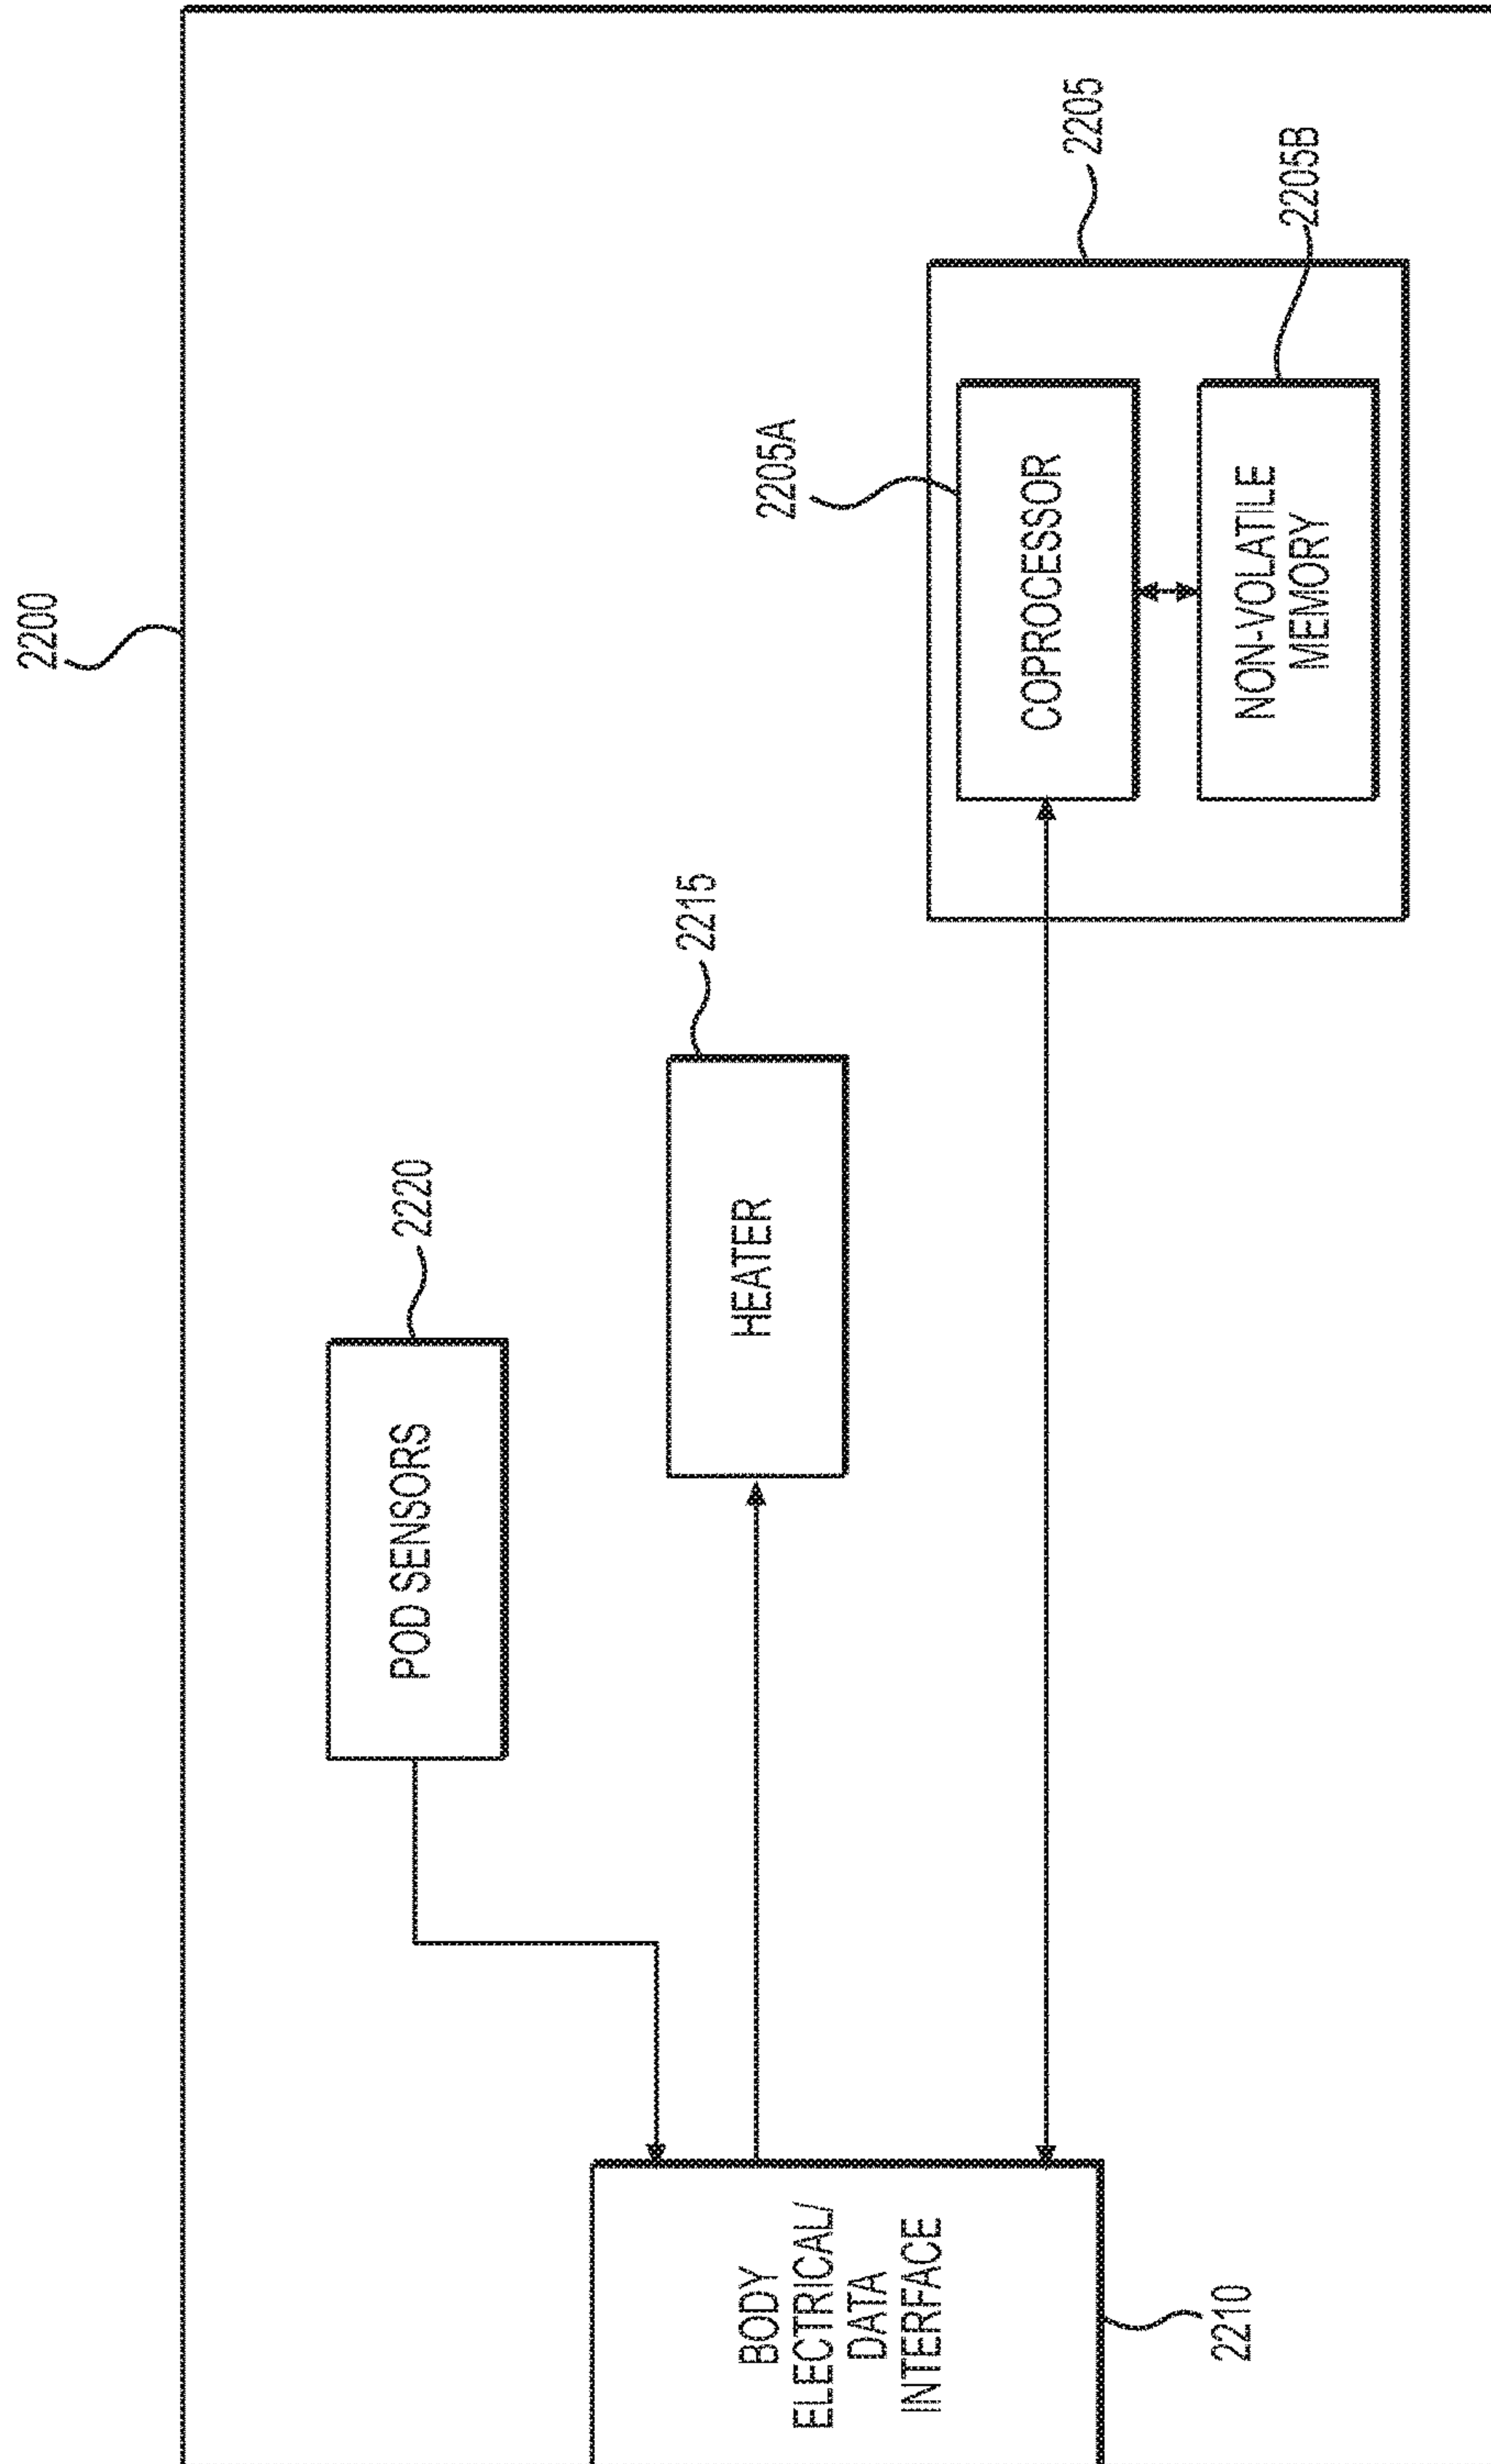 2200
2220
POD SENSORS
2215
HEATER
2205
2205A
COPROCESSOR
2205B
NON-VOLATILE
MEMORY
BODY
ELECTRICAL/
DATA
INTERFACE
2210